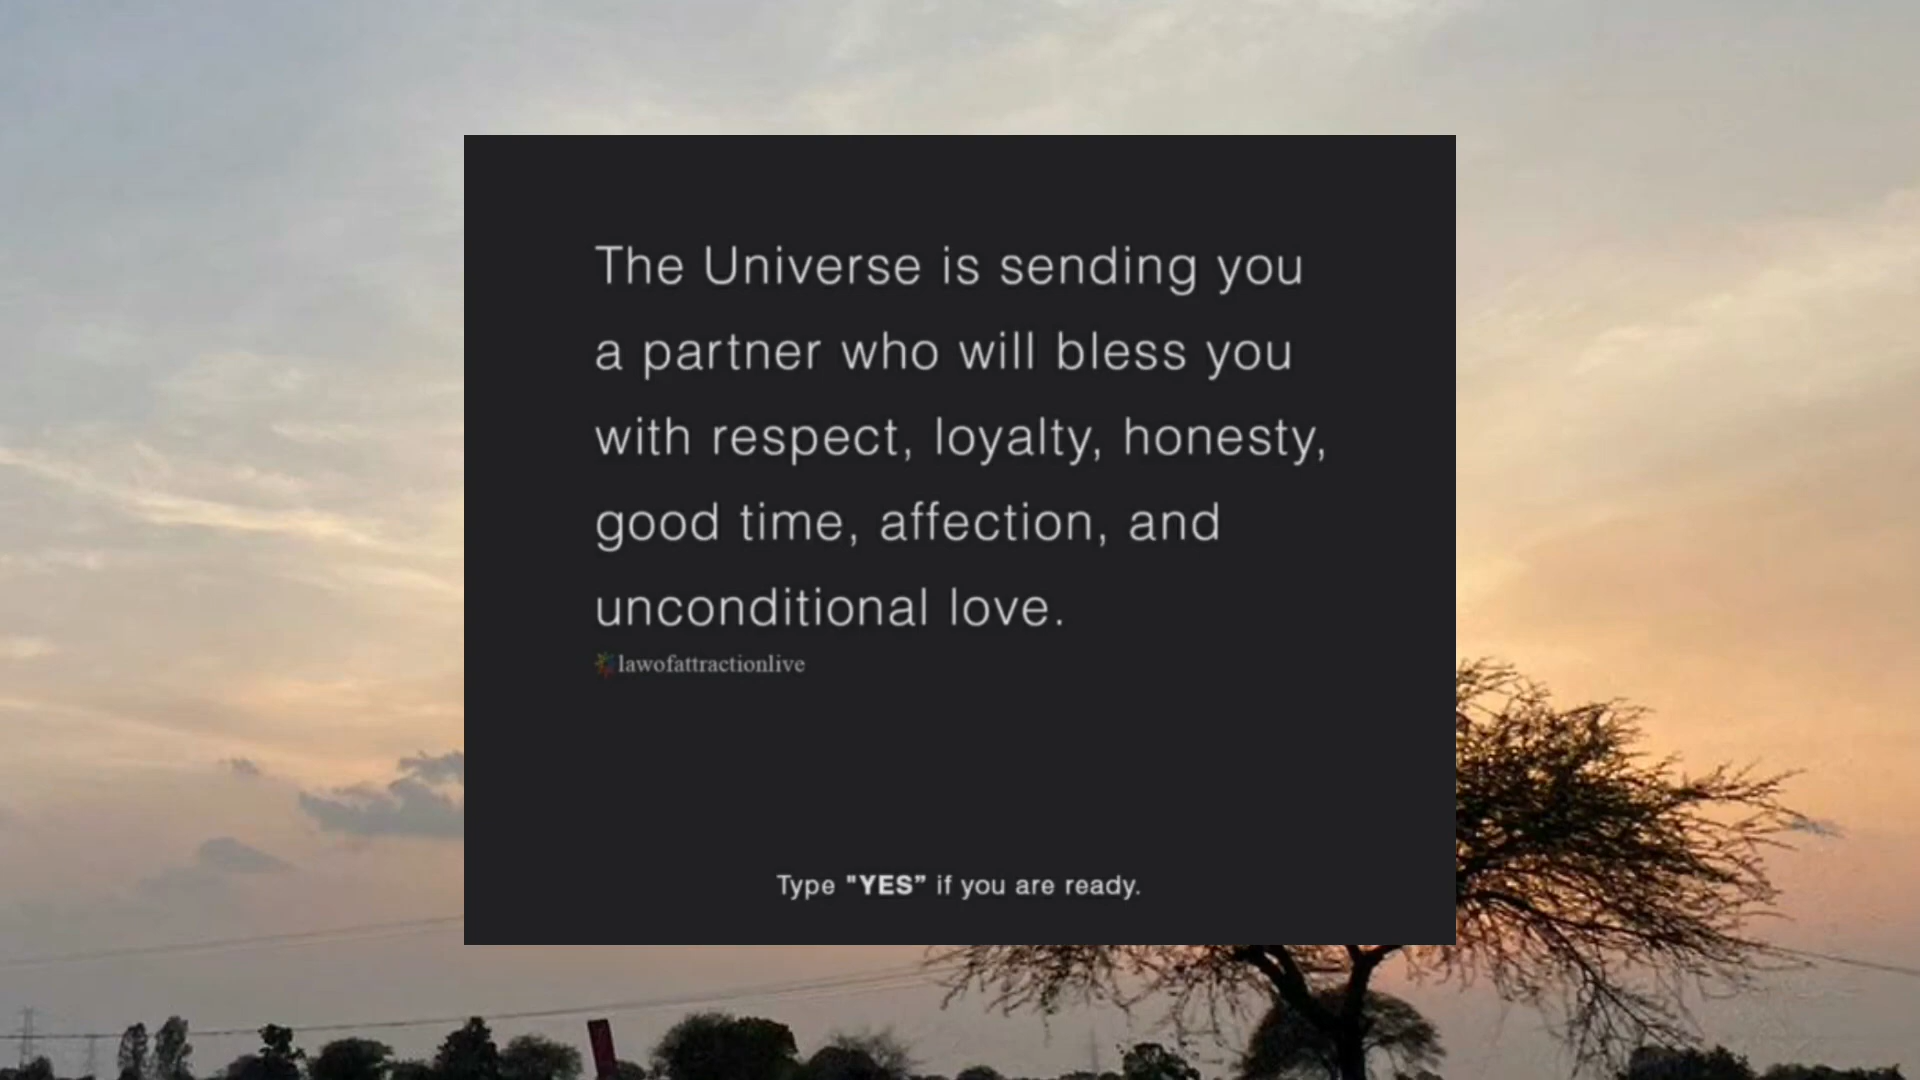 The Universe is sending you
a partner who will bless you
with respect, loyalty, honesty,
good time, affection, and
unconditional love.
lawofattractionlive
Type "YES” if you are ready.